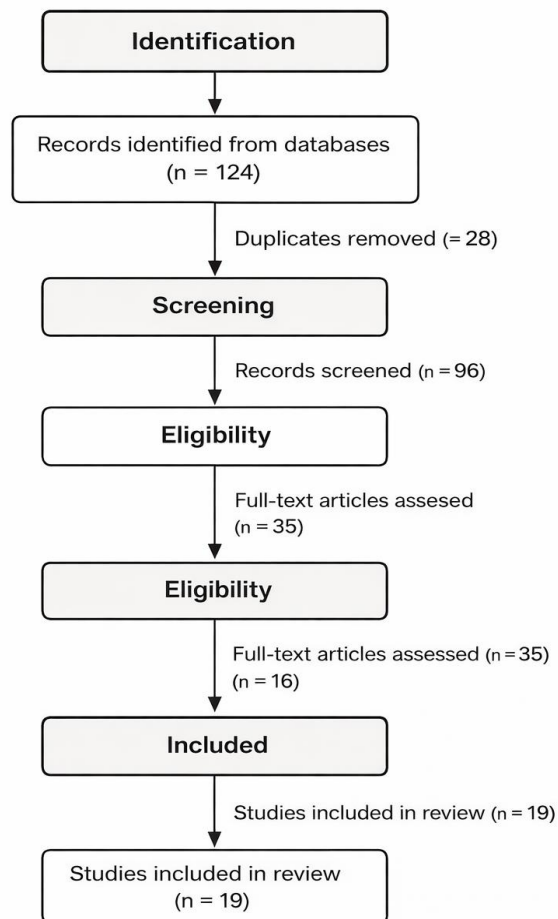 Identification
Records identified from databases
(n = 124)
Duplicates removed (= 28)
Screening
Records screened (n = 96)
Eligibility
Full-text articles assesed
(n = 35)
Eligibility
Full-text articles assessed (n = 35)
(n = 16)
Included
Studies included in review (n = 19)
Studies included in review
(n = 19)